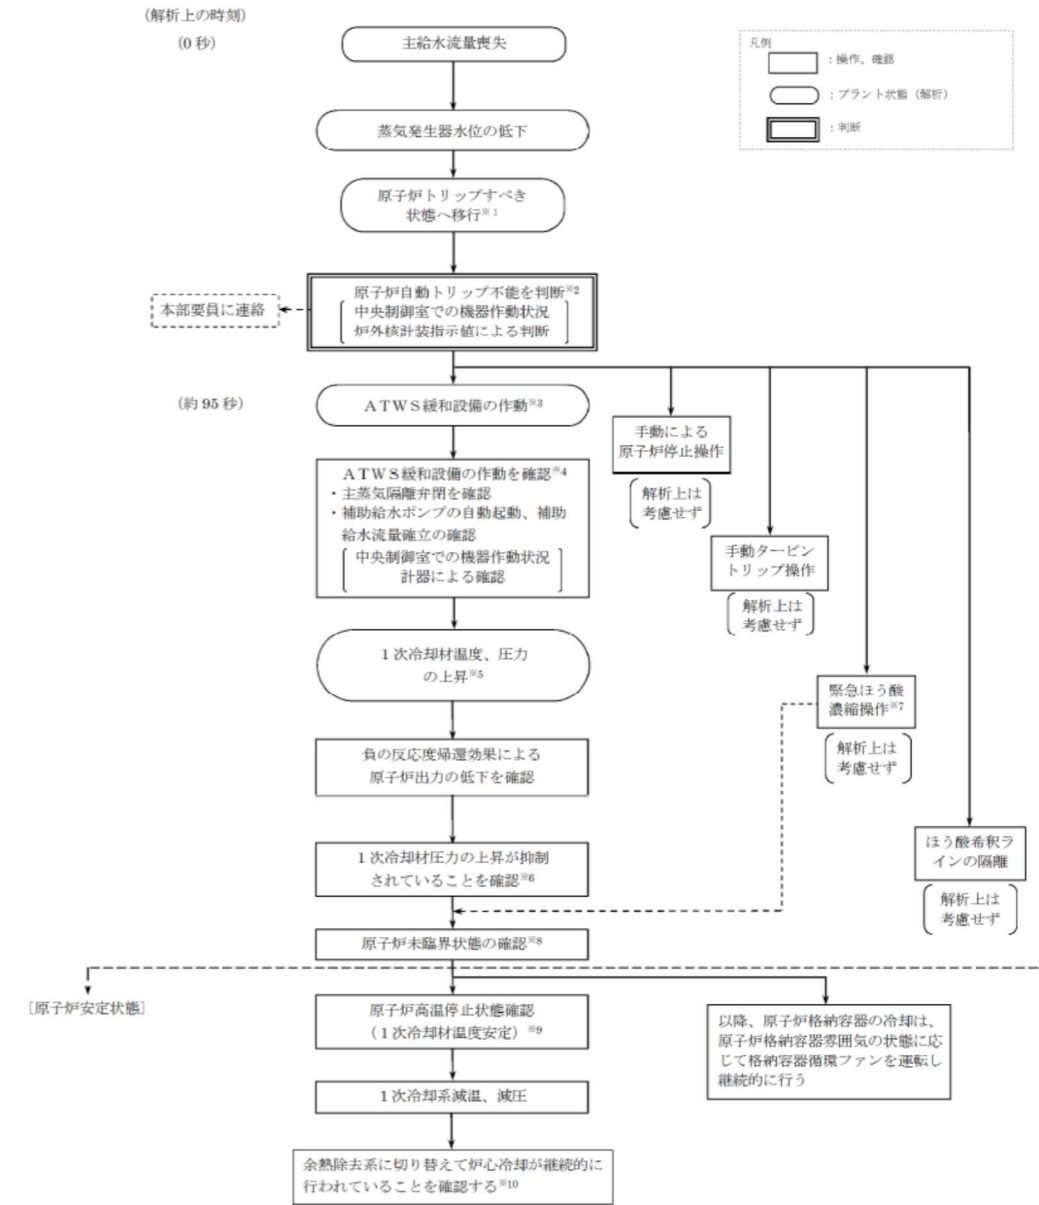 （解析上の時刻）
（0 秒）
主給水流量喪失
凡例
：操作、確認
：プラント状態（解析）
：判断
蒸気発生器水位の低下
原子炉トリップすべき
状態へ移行※1
原子炉自動トリップ不能を判断※2
中央制御室での機器作動状況
炉外核計装指示値による判断
本部要員に連絡
（約 95 秒）
ＡＴＷＳ緩和設備の作動※3
ＡＴＷＳ緩和設備の作動を確認※4
・主蒸気隔離弁閉を確認
・補助給水ポンプの自動起動、補助
給水流量確立の確認
中央制御室での機器作動状況
計器による確認
手動による
原子炉停止操作
解析上は
考慮せず
手動タービン
トリップ操作
解析上は
考慮せず
１次冷却材温度、圧力
の上昇※5
緊急ほう酸
濃縮操作※7
解析上は
考慮せず
負の反応度帰還効果による
原子炉出力の低下を確認
１次冷却材圧力の上昇が抑制
されていることを確認※6
ほう酸希釈ラ
インの隔離
解析上は
考慮せず
原子炉未臨界状態の確認※8
［原子炉安定状態］
原子炉高温停止状態確認
（１次冷却材温度安定）※9
以降、原子炉格納容器の冷却は、
原子炉格納容器雰囲気の状態に応
じて格納容器循環ファンを運転し
継続的に行う
１次冷却系減温、減圧
余熱除去系に切り替えて炉心冷却が継続的に
行われていることを確認する※10